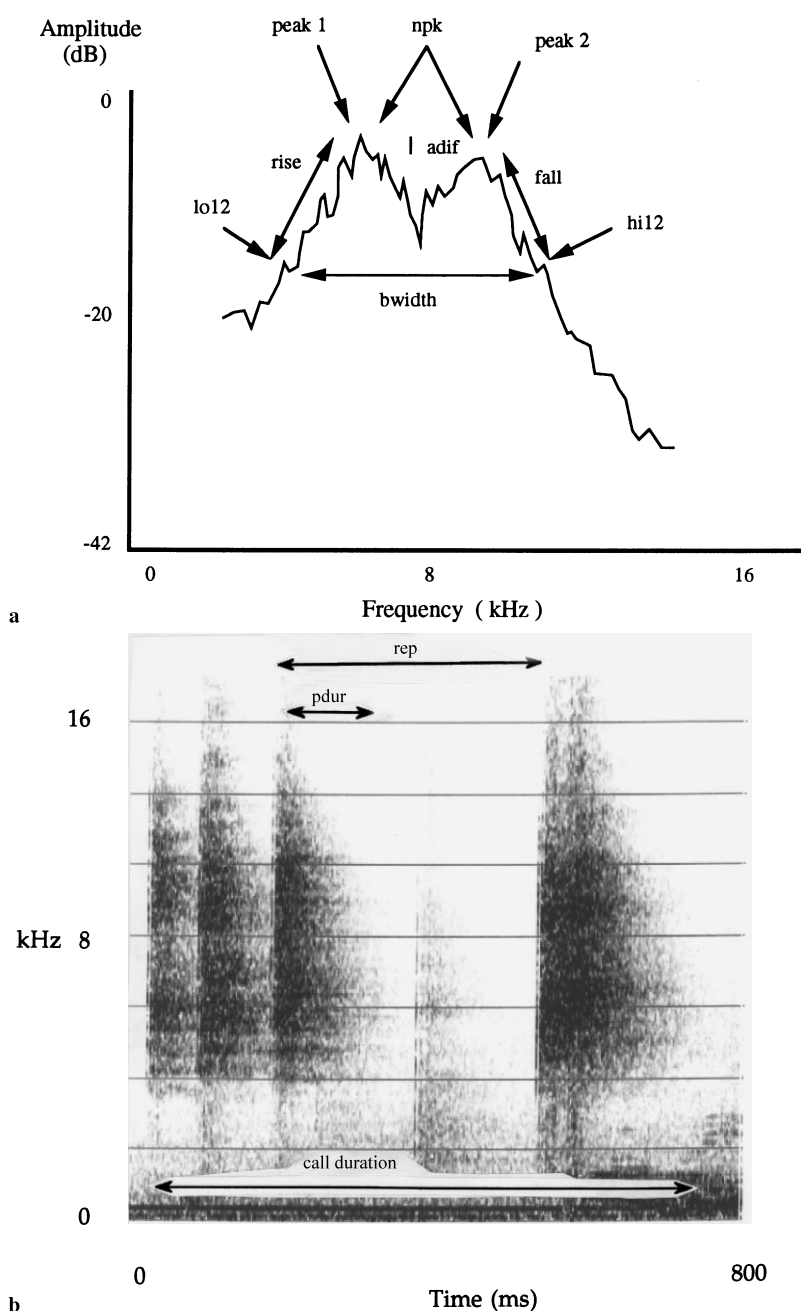 Amplitude
(dB)
peak 1
npk
peak 2
0
rise
adif
fall
lo12
hi12
bwidth
-20
-42
0
8
16
a
Frequency ( kHz )
rep
pdur
16
kHz 8
call duration
0
0
800
b
Time (ms)